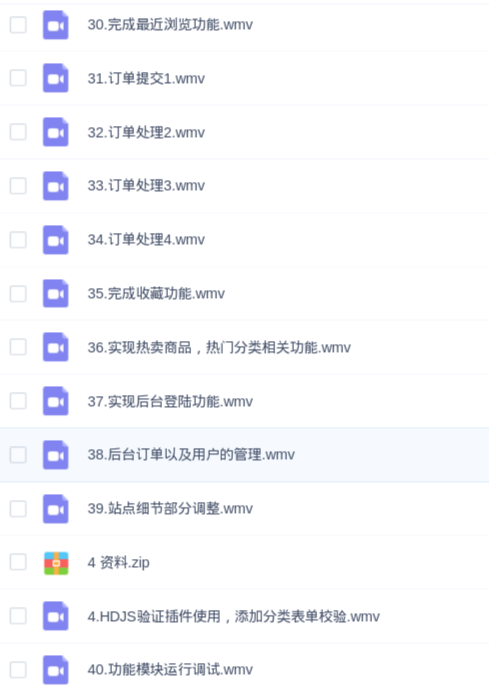 30.完成最近浏览功能.wmv
31.订单提交1.wmv
32.订单处理2.wmv
33.订单处理3.wmv
34.订单处理4.wmv
35.完成收藏功能.wmv
36.实现热卖商品，热门分类相关功能.wmv
37.实现后台登陆功能.wmv
38.后台订单以及用户的管理.wmv
39.站点细节部分调整.wmv
4 资料.zip
4.HDJS验证插件使用，添加分类表单校验.wmv
40.功能模块运行调试.wmv